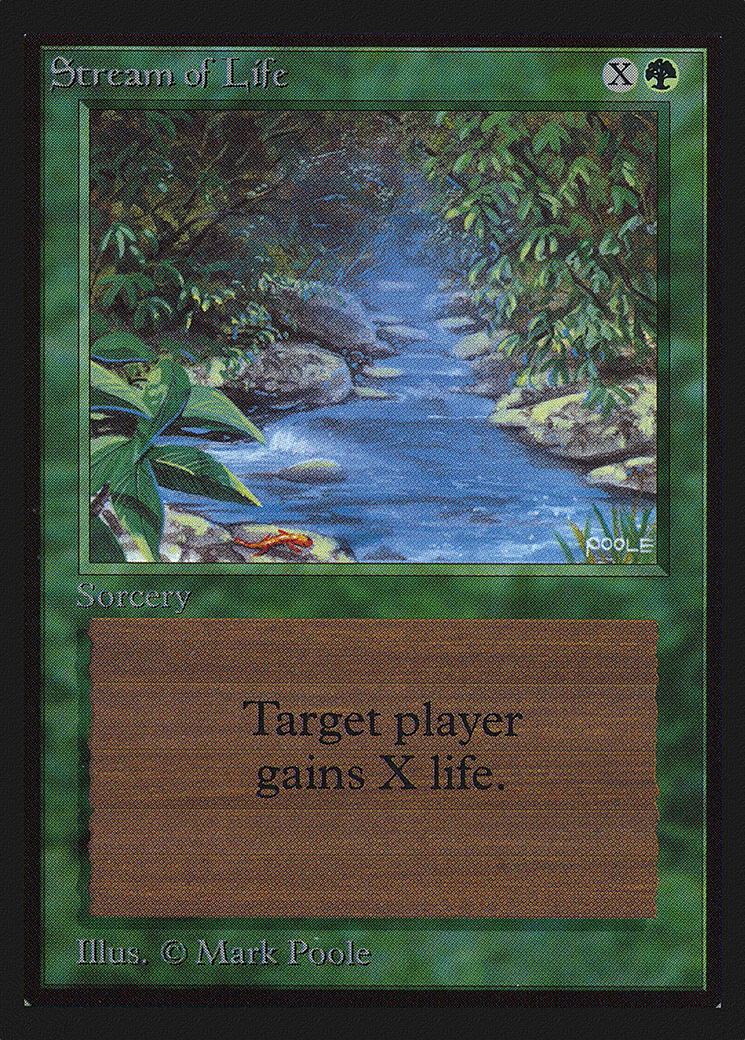 Stream of Life X
POOLE
Sorcery
Target player
gains X life.
Illus. © Mark Poole